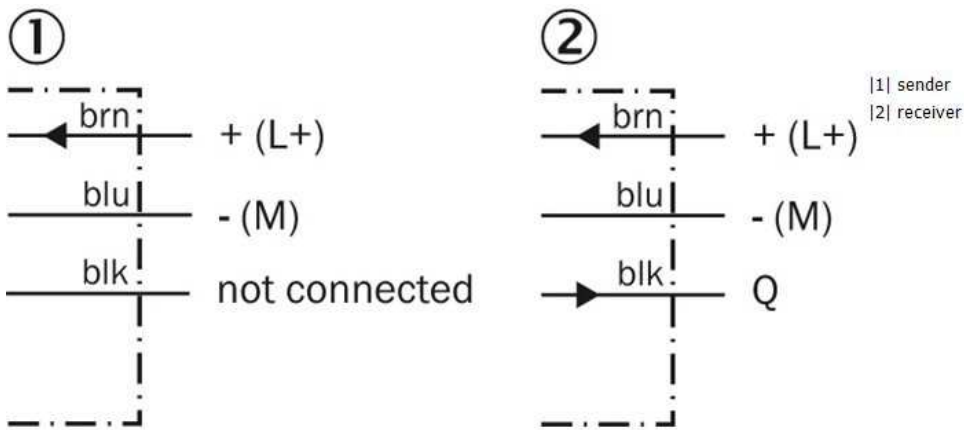 ①
brn + (L+)
blu - (M)
blk not connected
②
brn + (L+)
blu - (M)
blk Q
|1| sender
|2| receiver